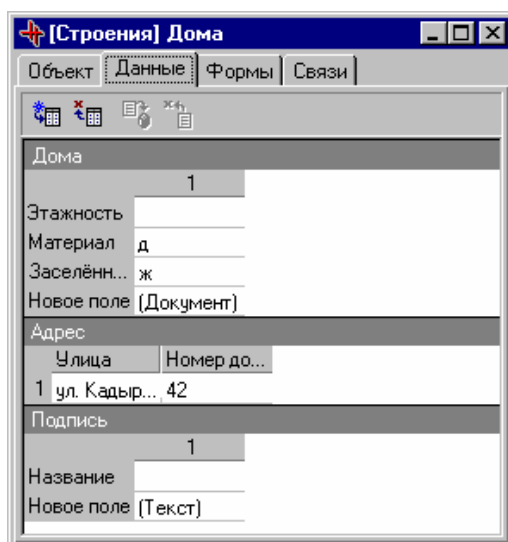 [Строения] Дома
Объект Данные Формы Связи
Дома
1
Этажность
Материал д
Заселённ... ж
Новое поле (Документ)
Адрес
Улица Номер до...
1 ул. Кадыр... 42
Подпись
1
Название
Новое поле (Текст)